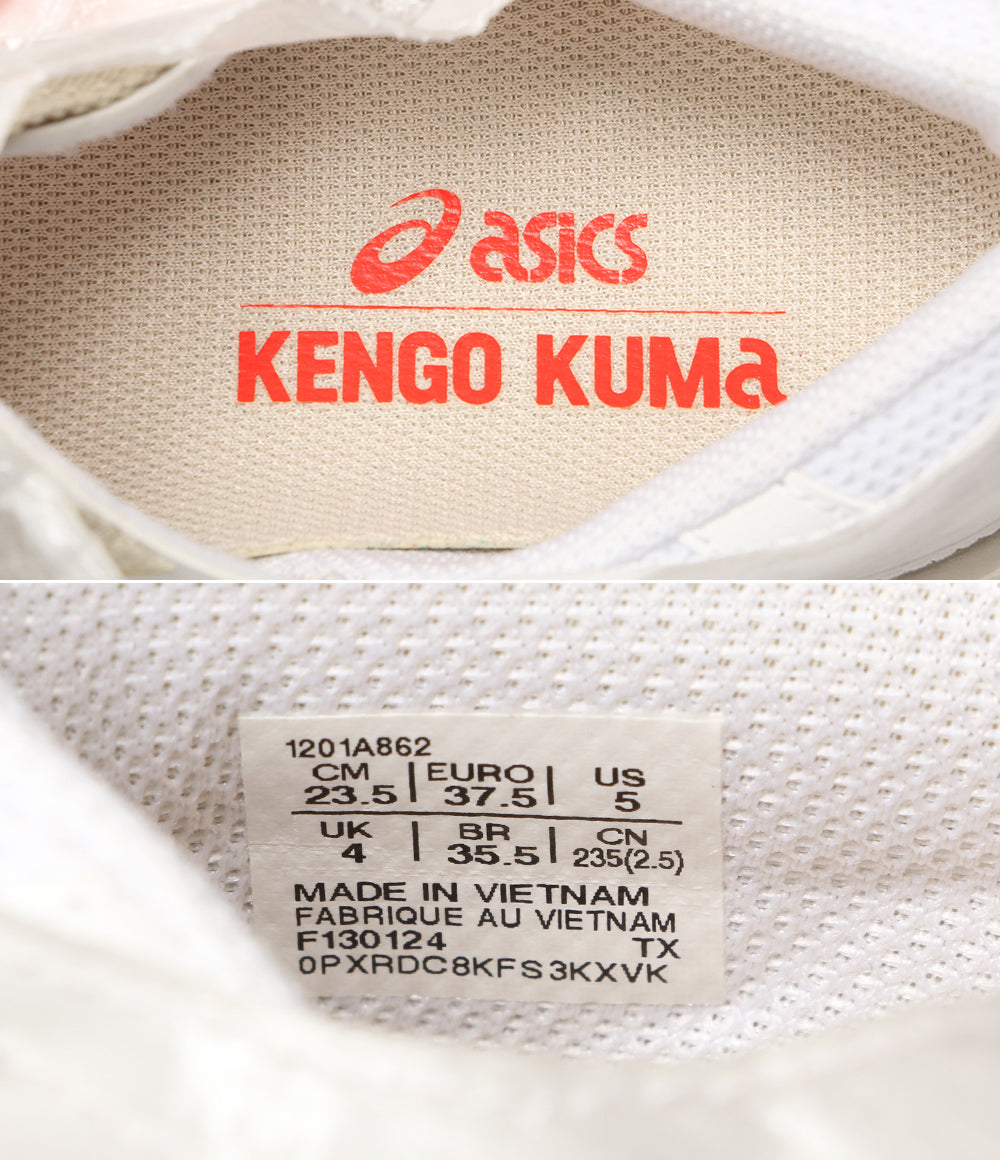 asics
KENGO KUMa
1201A862
CM | EURO | US
23.5 | 37.5 | 5
UK | BR | CN
4 | 35.5 | 235(2.5)
MADE IN VIETNAM
FABRIQUE AU VIETNAM
F130124 TX
0PXRDC8KFS3KXVK